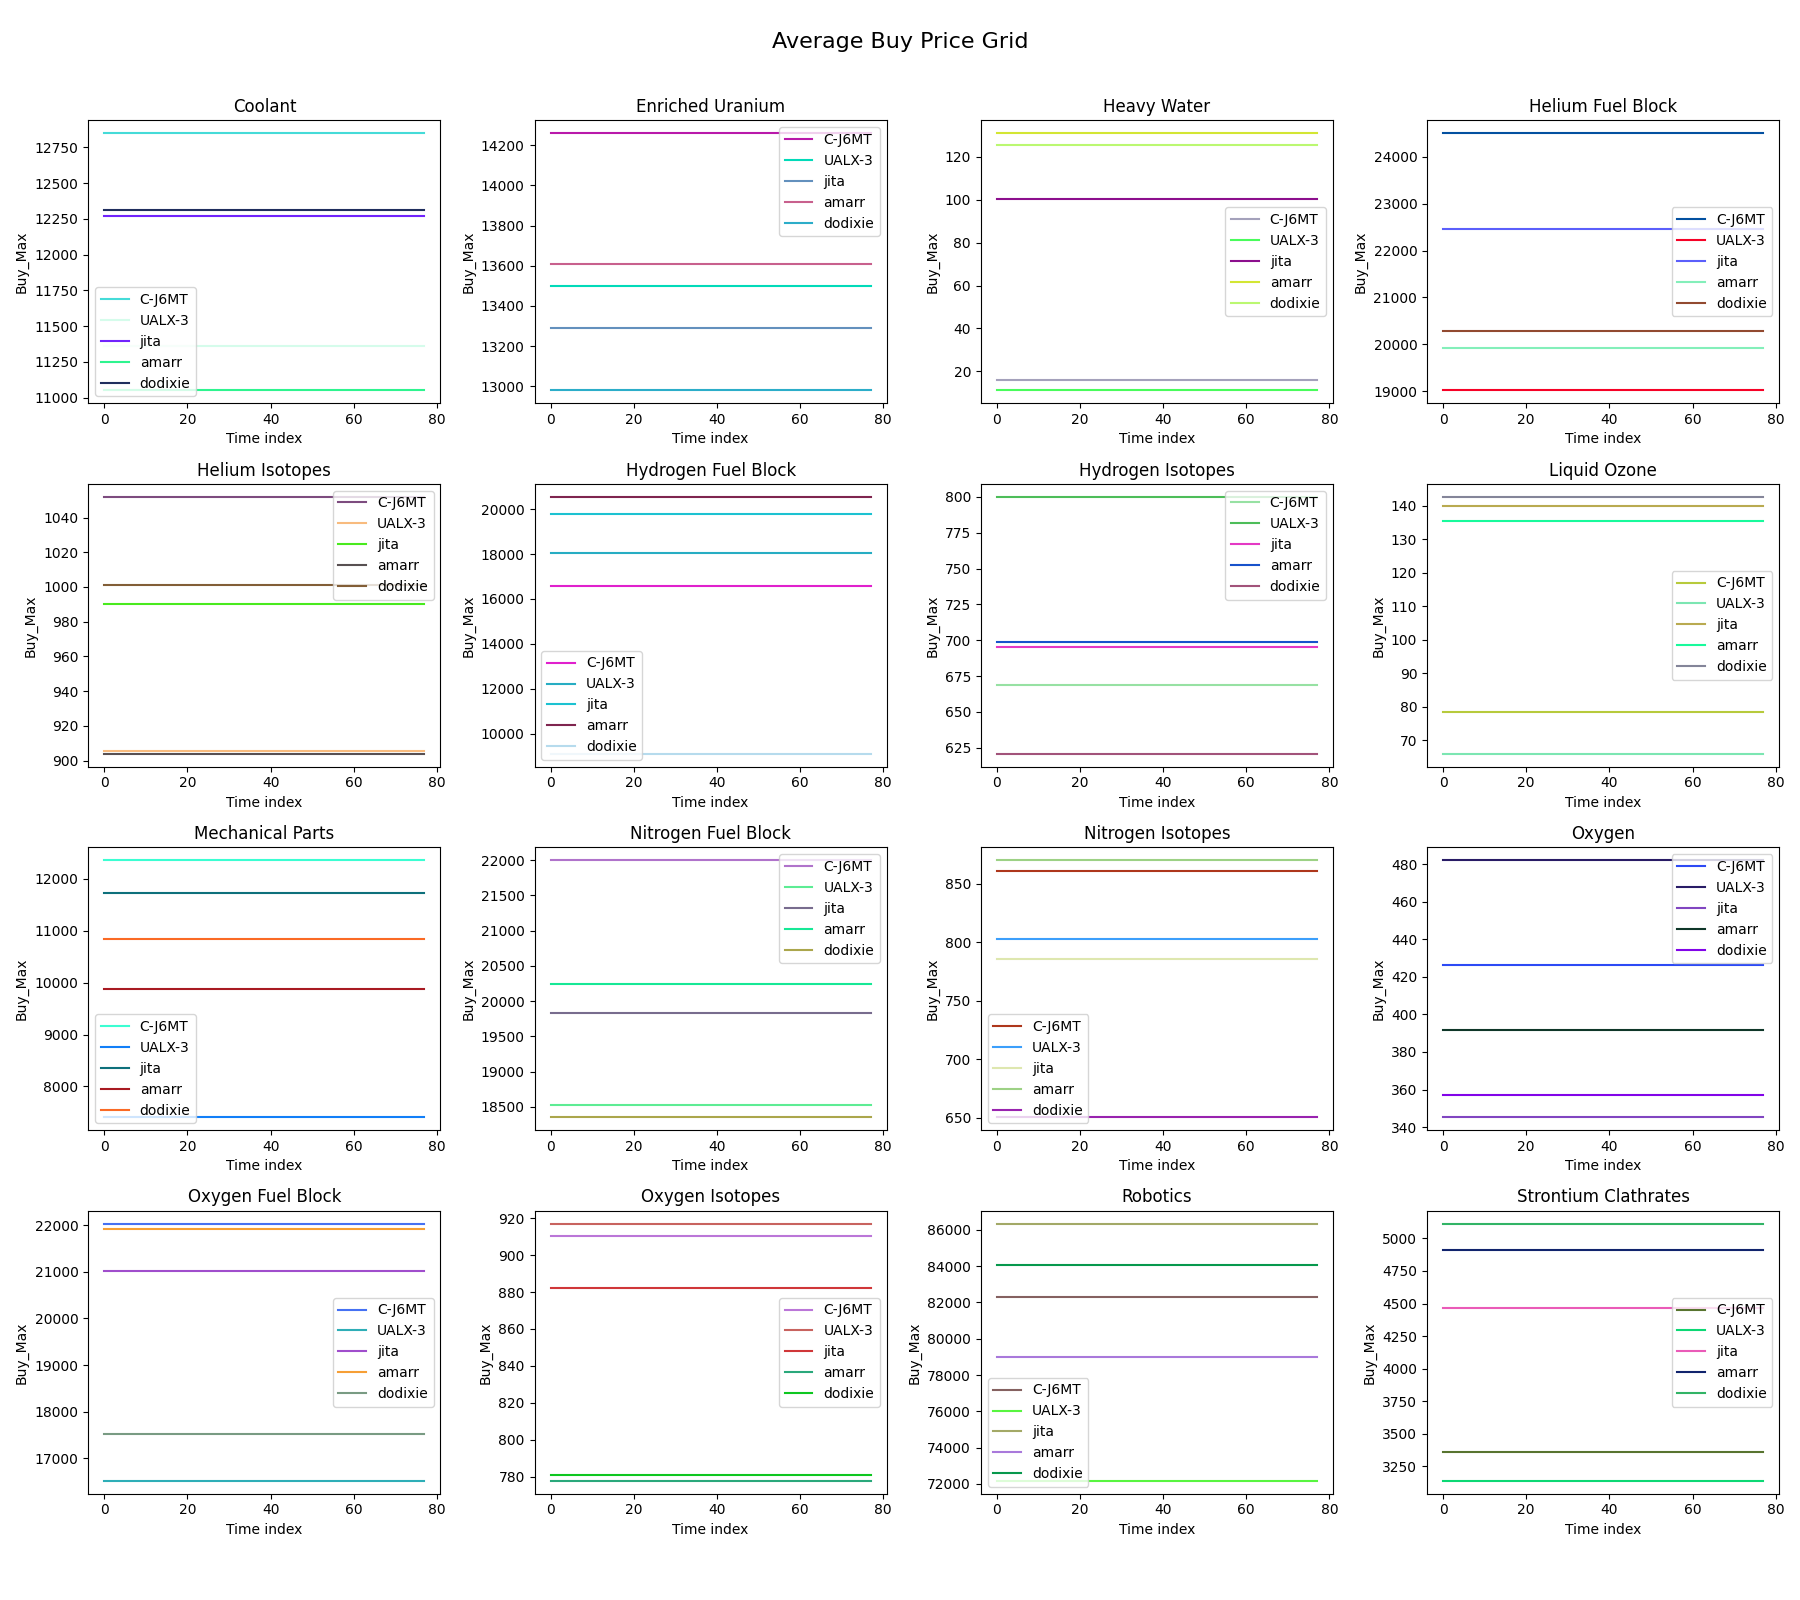 Average Buy Price Grid
Coolant
Buy_Max
12750
12500
12250
12000
11750
11500
11250
11000
C-J6MT
UALX-3
jita
amarr
dodixie
0 20 40 60 80
Time index
Enriched Uranium
Buy_Max
14200
14000
13800
13600
13400
13200
13000
C-J6MT
UALX-3
jita
amarr
dodixie
0 20 40 60 80
Time index
Heavy Water
Buy_Max
120
100
80
60
40
20
C-J6MT
UALX-3
jita
amarr
dodixie
0 20 40 60 80
Time index
Helium Fuel Block
Buy_Max
24000
23000
22000
21000
20000
19000
C-J6MT
UALX-3
jita
amarr
dodixie
0 20 40 60 80
Time index
Helium Isotopes
Buy_Max
1040
1020
1000
980
960
940
920
900
C-J6MT
UALX-3
jita
amarr
dodixie
0 20 40 60 80
Time index
Hydrogen Fuel Block
Buy_Max
20000
18000
16000
14000
12000
10000
C-J6MT
UALX-3
jita
amarr
dodixie
0 20 40 60 80
Time index
Hydrogen Isotopes
Buy_Max
800
775
750
725
700
675
650
625
C-J6MT
UALX-3
jita
amarr
dodixie
0 20 40 60 80
Time index
Liquid Ozone
Buy_Max
140
130
120
110
100
90
80
70
C-J6MT
UALX-3
jita
amarr
dodixie
0 20 40 60 80
Time index
Mechanical Parts
Buy_Max
12000
11000
10000
9000
8000
C-J6MT
UALX-3
jita
amarr
dodixie
0 20 40 60 80
Time index
Nitrogen Fuel Block
Buy_Max
22000
21500
21000
20500
20000
19500
19000
18500
C-J6MT
UALX-3
jita
amarr
dodixie
0 20 40 60 80
Time index
Nitrogen Isotopes
Buy_Max
850
800
750
700
650
C-J6MT
UALX-3
jita
amarr
dodixie
0 20 40 60 80
Time index
Oxygen
Buy_Max
480
460
440
420
400
380
360
340
C-J6MT
UALX-3
jita
amarr
dodixie
0 20 40 60 80
Time index
Oxygen Fuel Block
Buy_Max
22000
21000
20000
19000
18000
17000
C-J6MT
UALX-3
jita
amarr
dodixie
0 20 40 60 80
Time index
Oxygen Isotopes
Buy_Max
920
900
880
860
840
820
800
780
C-J6MT
UALX-3
jita
amarr
dodixie
0 20 40 60 80
Time index
Robotics
Buy_Max
86000
84000
82000
80000
78000
76000
74000
72000
C-J6MT
UALX-3
jita
amarr
dodixie
0 20 40 60 80
Time index
Strontium Clathrates
Buy_Max
5000
4750
4500
4250
4000
3750
3500
3250
C-J6MT
UALX-3
jita
amarr
dodixie
0 20 40 60 80
Time index